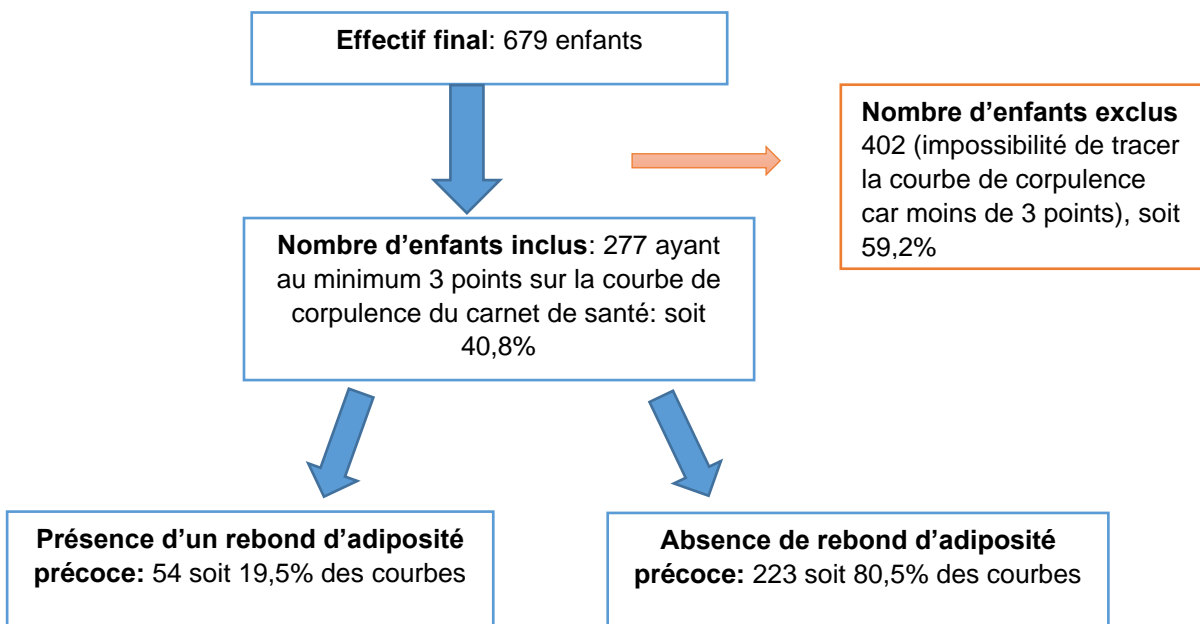 Effectif final: 679 enfants
Nombre d’enfants exclus
402 (impossibilité de tracer
la courbe de corpulence
car moins de 3 points), soit
59,2%
Nombre d’enfants inclus: 277 ayant
au minimum 3 points sur la courbe de
corpulence du carnet de santé: soit
40,8%
Présence d’un rebond d’adiposité
précoce: 54 soit 19,5% des courbes
Absence de rebond d’adiposité
précoce: 223 soit 80,5% des courbes